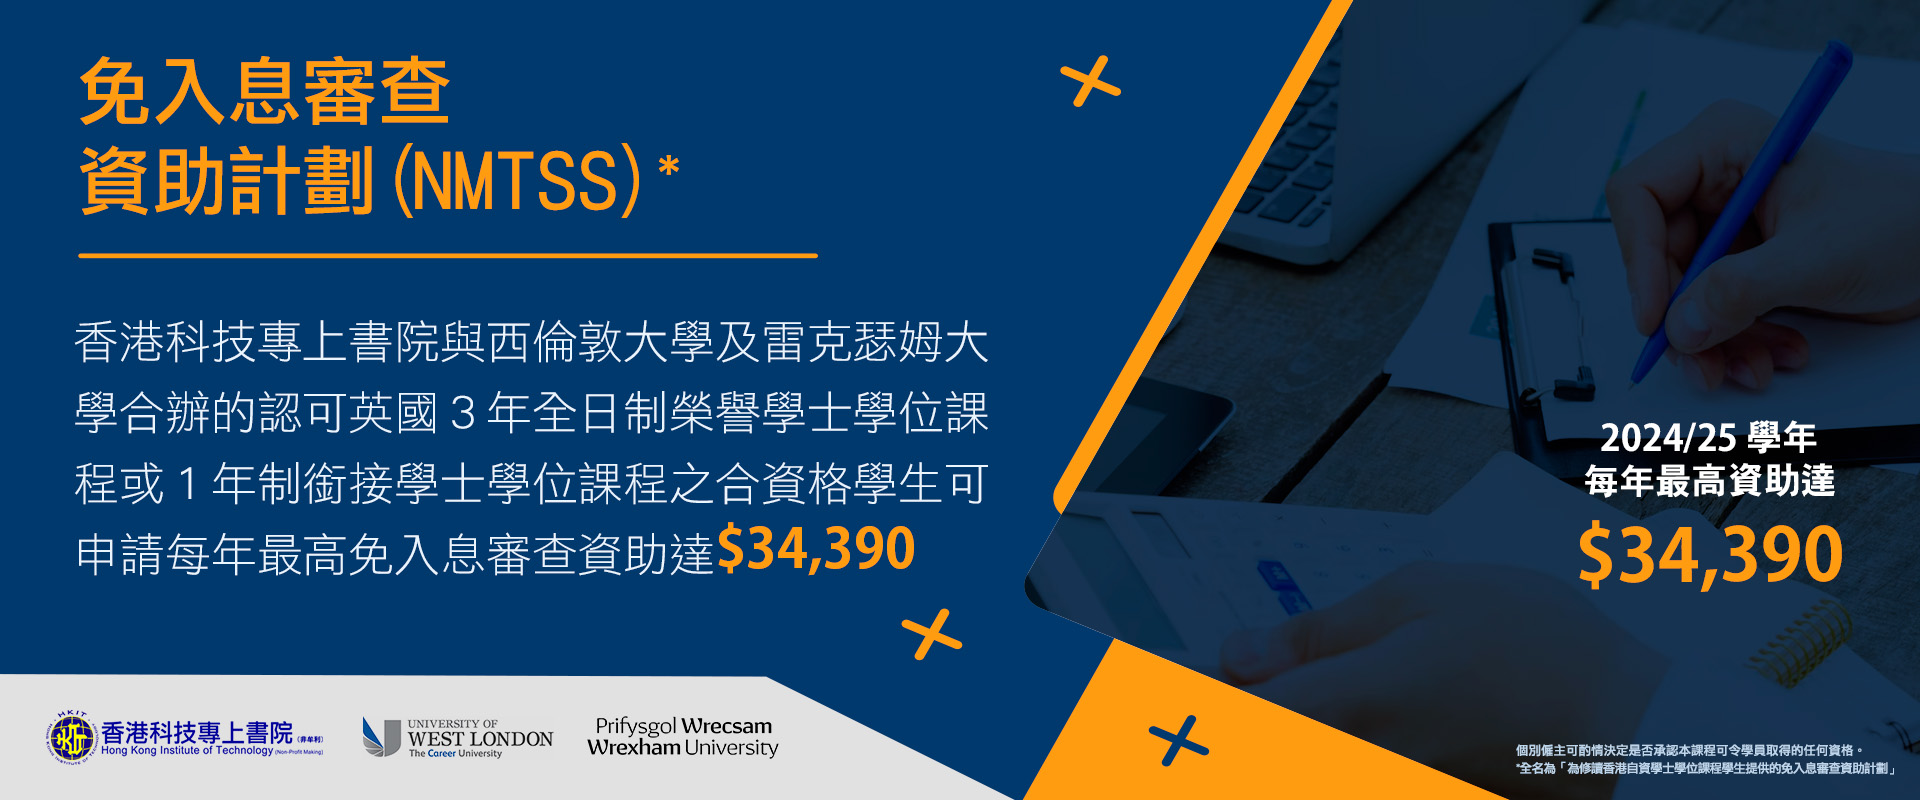 免入息審查
資助計劃(NMTSS)*
香港科技專上書院與西倫敦大學及雷克瑟姆大
學合辦的認可英國3年全日制榮譽學士學位課
程或1年制銜接學士學位課程之合資格學生可
申請每年最高免入息審查資助達$34,390
2024/25 學年
每年最高資助達
$34,390
HKIT
香港科技專上書院 (非牟利)
Hong Kong Institute of Technology (Non-Profit Making)
UNIVERSITY OF
WEST LONDON
The Career University
Prifysgol Wrecsam
Wrexham University
個別僱主可酌情決定是否承認本課程可令學員取得的任何資格。
*全名為「為修讀香港自資學士學位課程學生提供的免入息審查資助計劃」